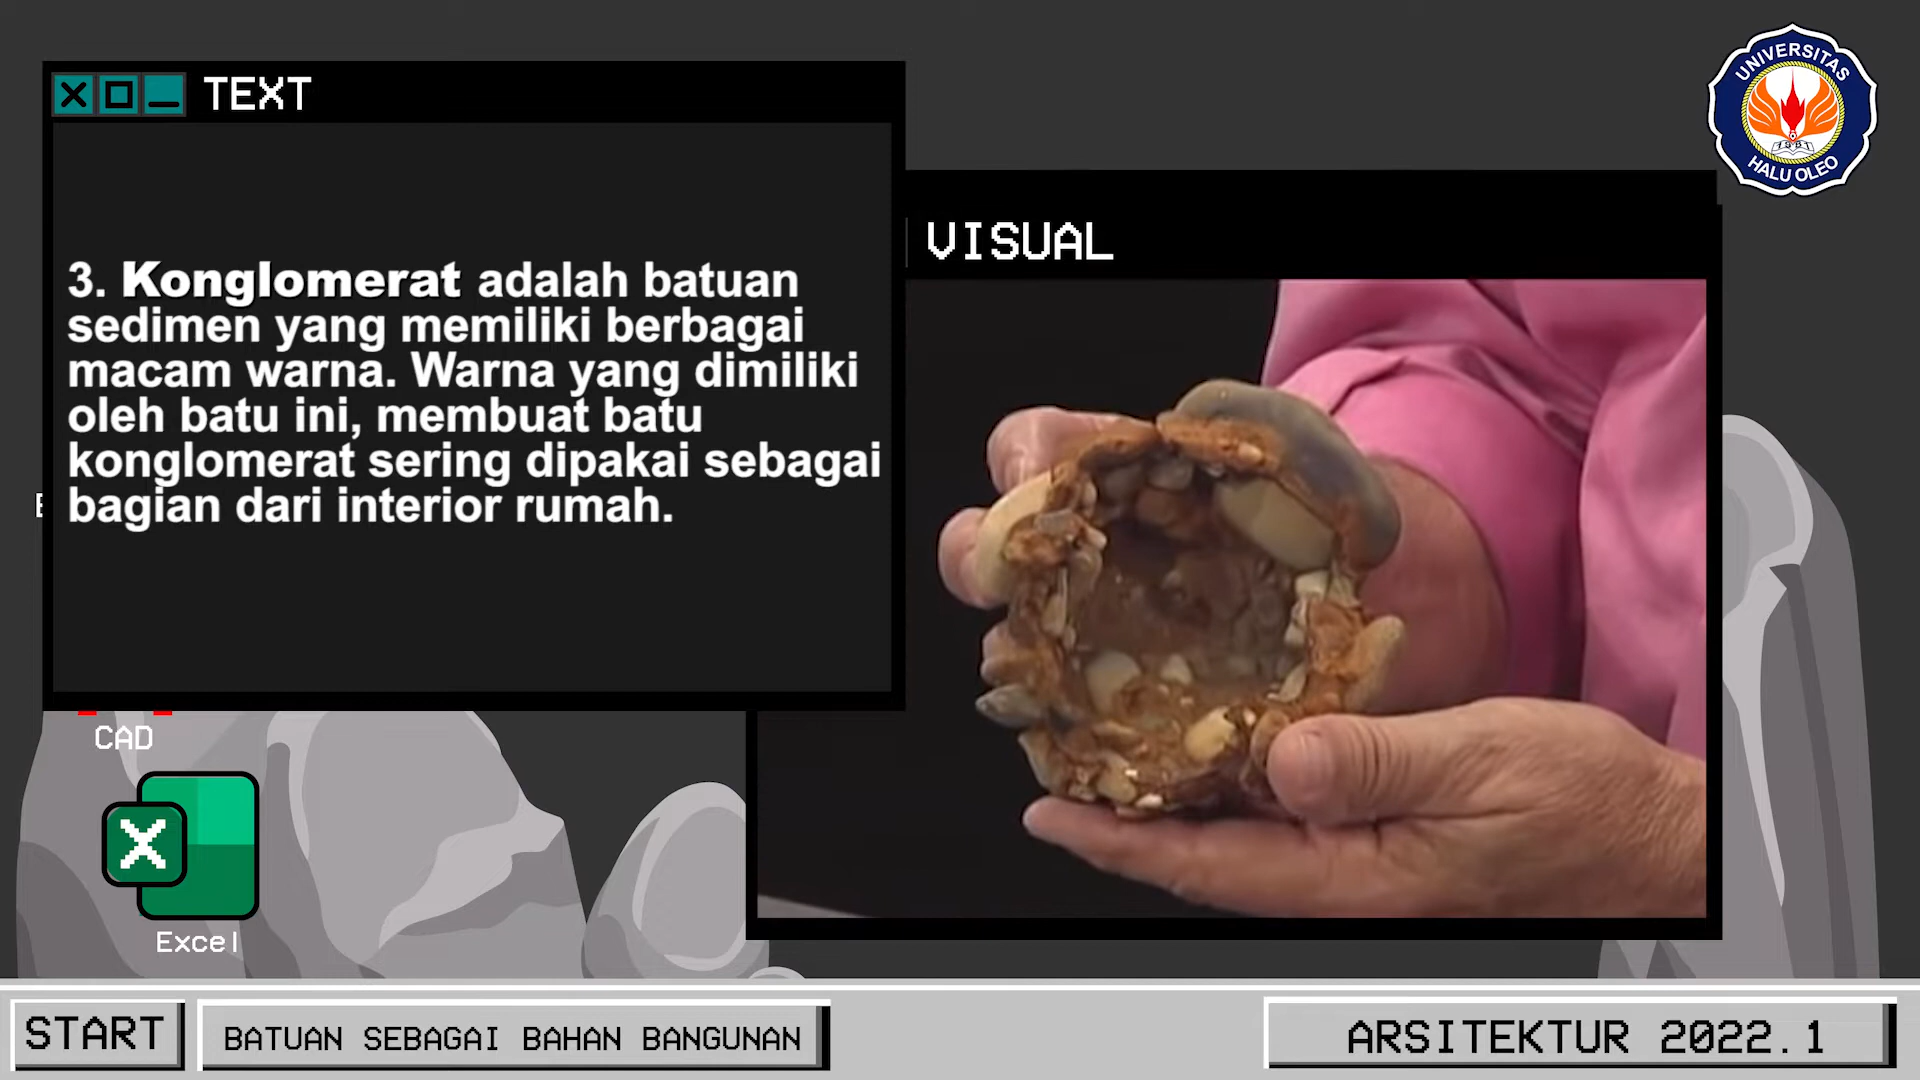 TEXT
3. Konglomerat adalah batuan
sedimen yang memiliki berbagai
macam warna. Warna yang dimiliki
oleh batu ini, membuat batu
konglomerat sering dipakai sebagai
bagian dari interior rumah.
VISUAL
UNIVERSITAS
1981
HALU OLEO
CAD
Excel
START
BATUAN SEBAGAI BAHAN BANGUNAN
ARSITEKTUR 2022.1